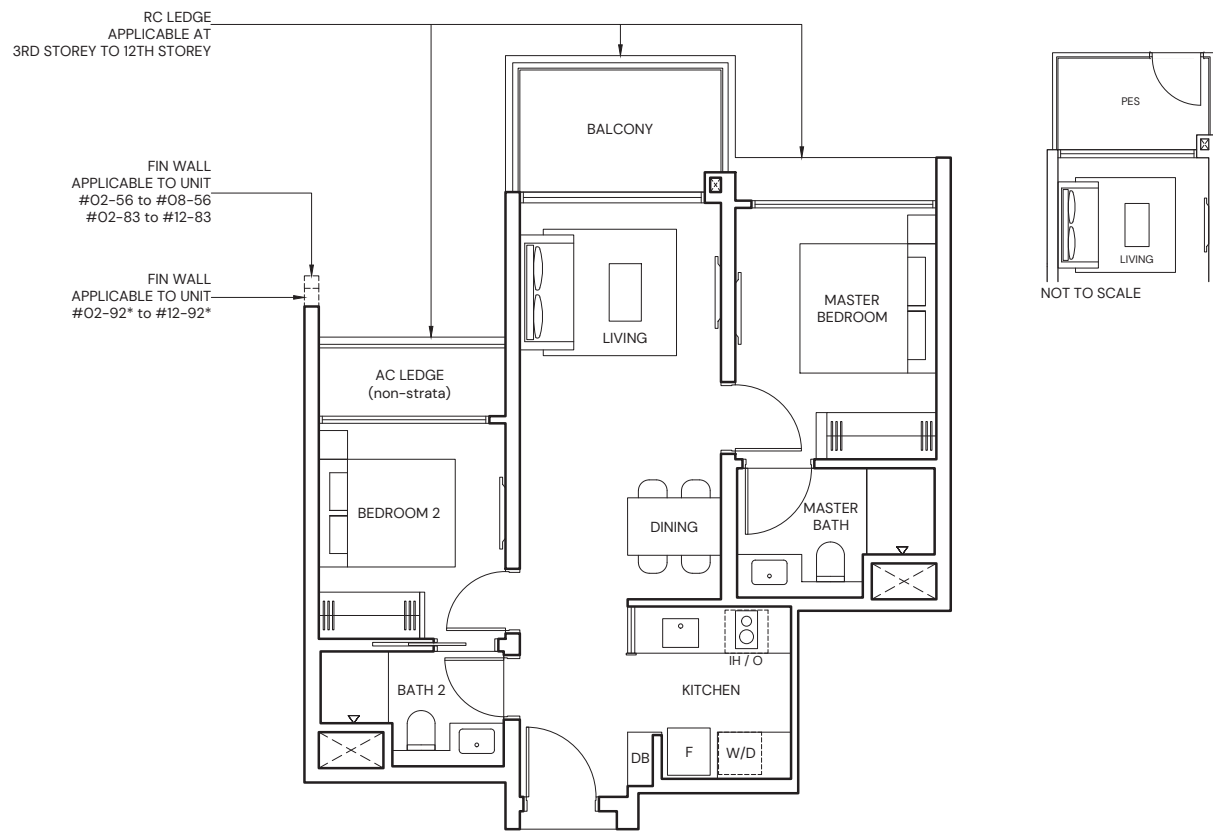 RC LEDGE
APPLICABLE AT
3RD STOREY TO 12TH STOREY
FIN WALL
APPLICABLE TO UNIT
#02-56 to #08-56
#02-83 to #12-83
FIN WALL
APPLICABLE TO UNIT
#02-92* to #12-92*
BALCONY
PES
LIVING
NOT TO SCALE
LIVING
MASTER
BEDROOM
AC LEDGE
(non-strata)
BEDROOM 2
DINING
MASTER
BATH
IH / O
BATH 2
KITCHEN
DB
F
W/D